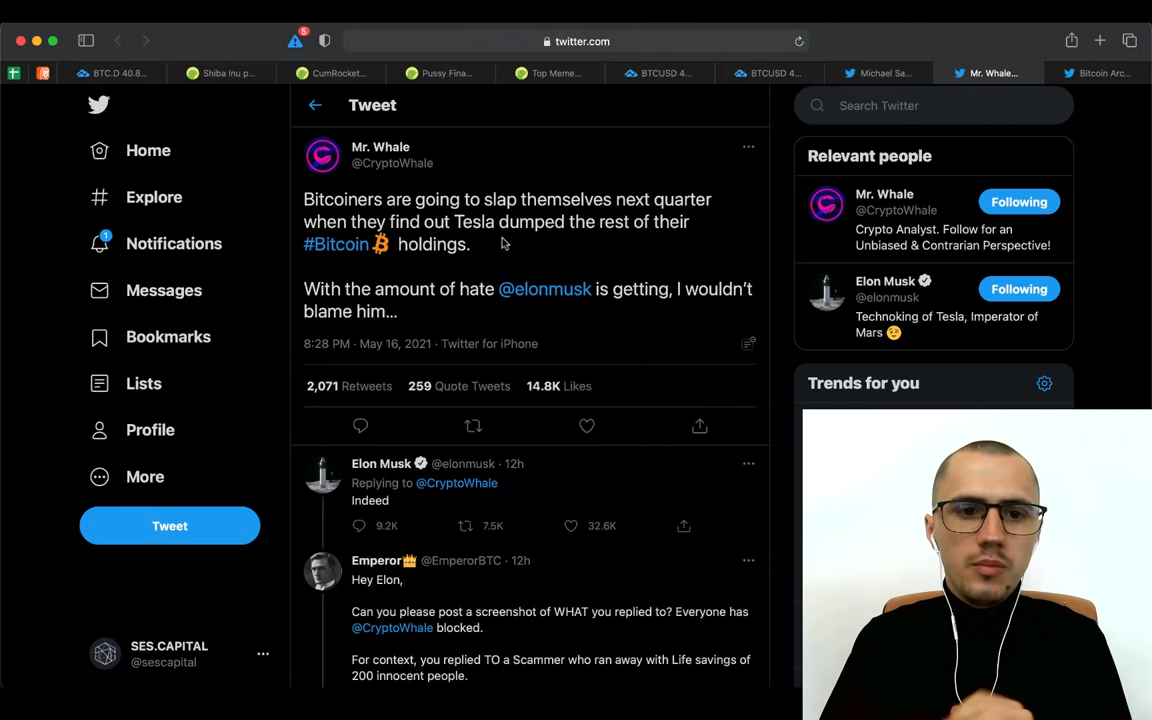 5
twitter.com
BTC.D 40.8...
Shiba Inu p...
CumRocket...
Pussy Fina...
Top Meme...
BTCUSD 4...
BTCUSD 4...
Michael Sa...
Mr. Whale...
Bitcoin Arc...
Home
Explore
1
Notifications
Messages
Bookmarks
Lists
Profile
More
Tweet
SES.CAPITAL
@sescapital
Tweet
Mr. Whale
@CryptoWhale
Bitcoiners are going to slap themselves next quarter
when they find out Tesla dumped the rest of their
#Bitcoin holdings.
With the amount of hate @elonmusk is getting, I wouldn't
blame him...
8:28 PM · May 16, 2021 · Twitter for iPhone
2,071 Retweets 259 Quote Tweets 14.8K Likes
Elon Musk @elonmusk · 12h
Replying to @CryptoWhale
Indeed
9.2K 7.5K 32.6K
Emperor @EmperorBTC · 12h
Hey Elon,
Can you please post a screenshot of WHAT you replied to? Everyone has
@CryptoWhale blocked.
For context, you replied TO a Scammer who ran away with Life savings of
200 innocent people.
Search Twitter
Relevant people
Mr. Whale
@CryptoWhale
Following
Crypto Analyst. Follow for an
Unbiased & Contrarian Perspective!
Elon Musk
@elonmusk
Following
Technoking of Tesla, Imperator of
Mars
Trends for you